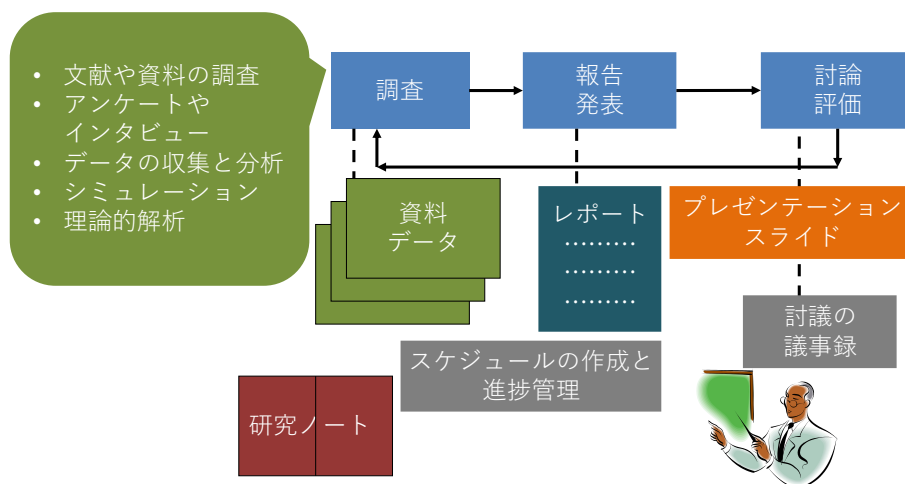 • 文献や資料の調査
• アンケートや
インタビュー
• データの収集と分析
• シミュレーション
• 理論的解析
調査
報告
発表
討論
評価
資料
データ
レポート
………
………
………
プレゼンテーション
スライド
討議の
議事録
スケジュールの作成と
進捗管理
研究ノート